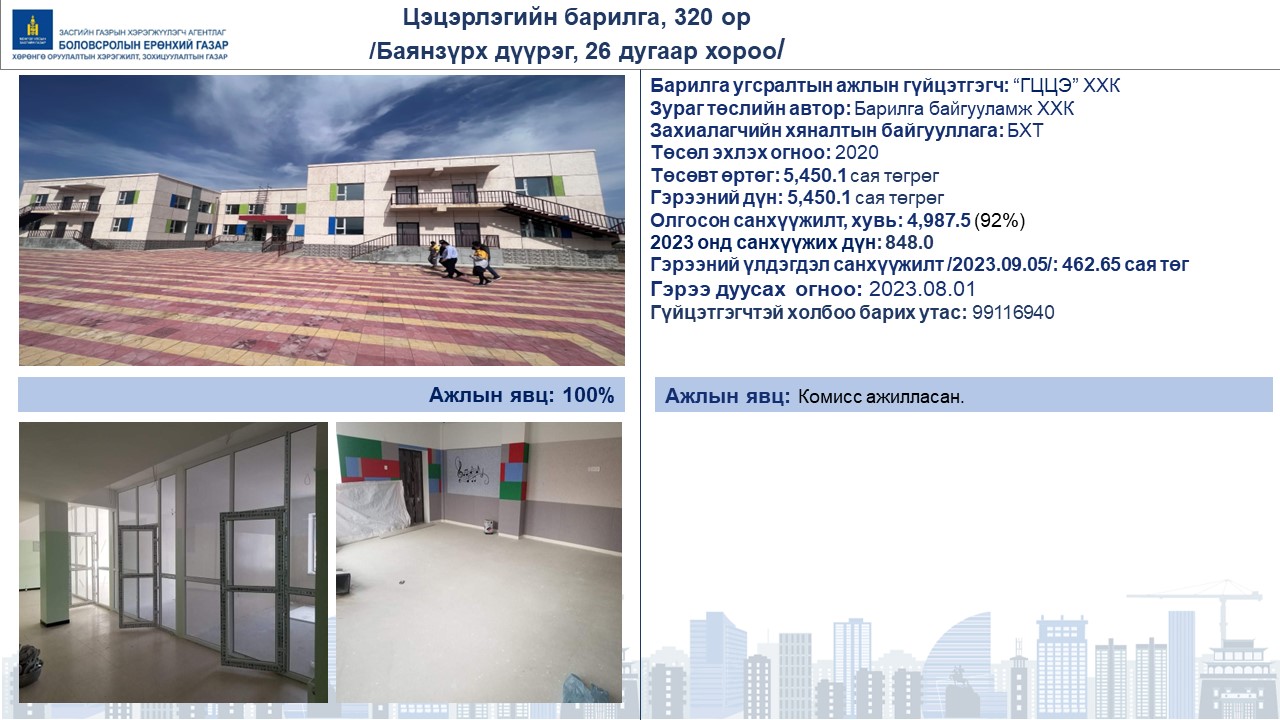 ЗАСГИЙН ГАЗРЫН ХЭРЭГЖҮҮЛЭГЧ АГЕНТЛАГ
БОЛОВСРОЛЫН ЕРӨНХИЙ ГАЗАР
ХӨРӨНГӨ ОРУУЛАЛТЫН ХЭРЭГЖИЛТ, ЗОХИЦУУЛАЛТЫН ГАЗАР
Цэцэрлэгийн барилга, 320 ор
/Баянзүрх дүүрэг, 26 дугаар хороо/
Барилга угсралтын ажлын гүйцэтгэгч: “ГЦЦЭ” ХХК
Зураг төслийн автор: Барилга байгууламж ХХК
Захиалагчийн хяналтын байгууллага: БХТ
Төсөл эхлэх огноо: 2020
Төсөвт өртөг: 5,450.1 сая төгрөг
Гэрээний дүн: 5,450.1 сая төгрөг
Олгосон санхүүжилт, хувь: 4,987.5 (92%)
2023 онд санхүүжих дүн: 848.0
Гэрээний үлдэгдэл санхүүжилт /2023.09.05/: 462.65 сая төг
Гэрээ дуусах огноо: 2023.08.01
Гүйцэтгэгчтэй холбоо барих утас: 99116940
Ажлын явц: 100%
Ажлын явц: Комисс ажилласан.